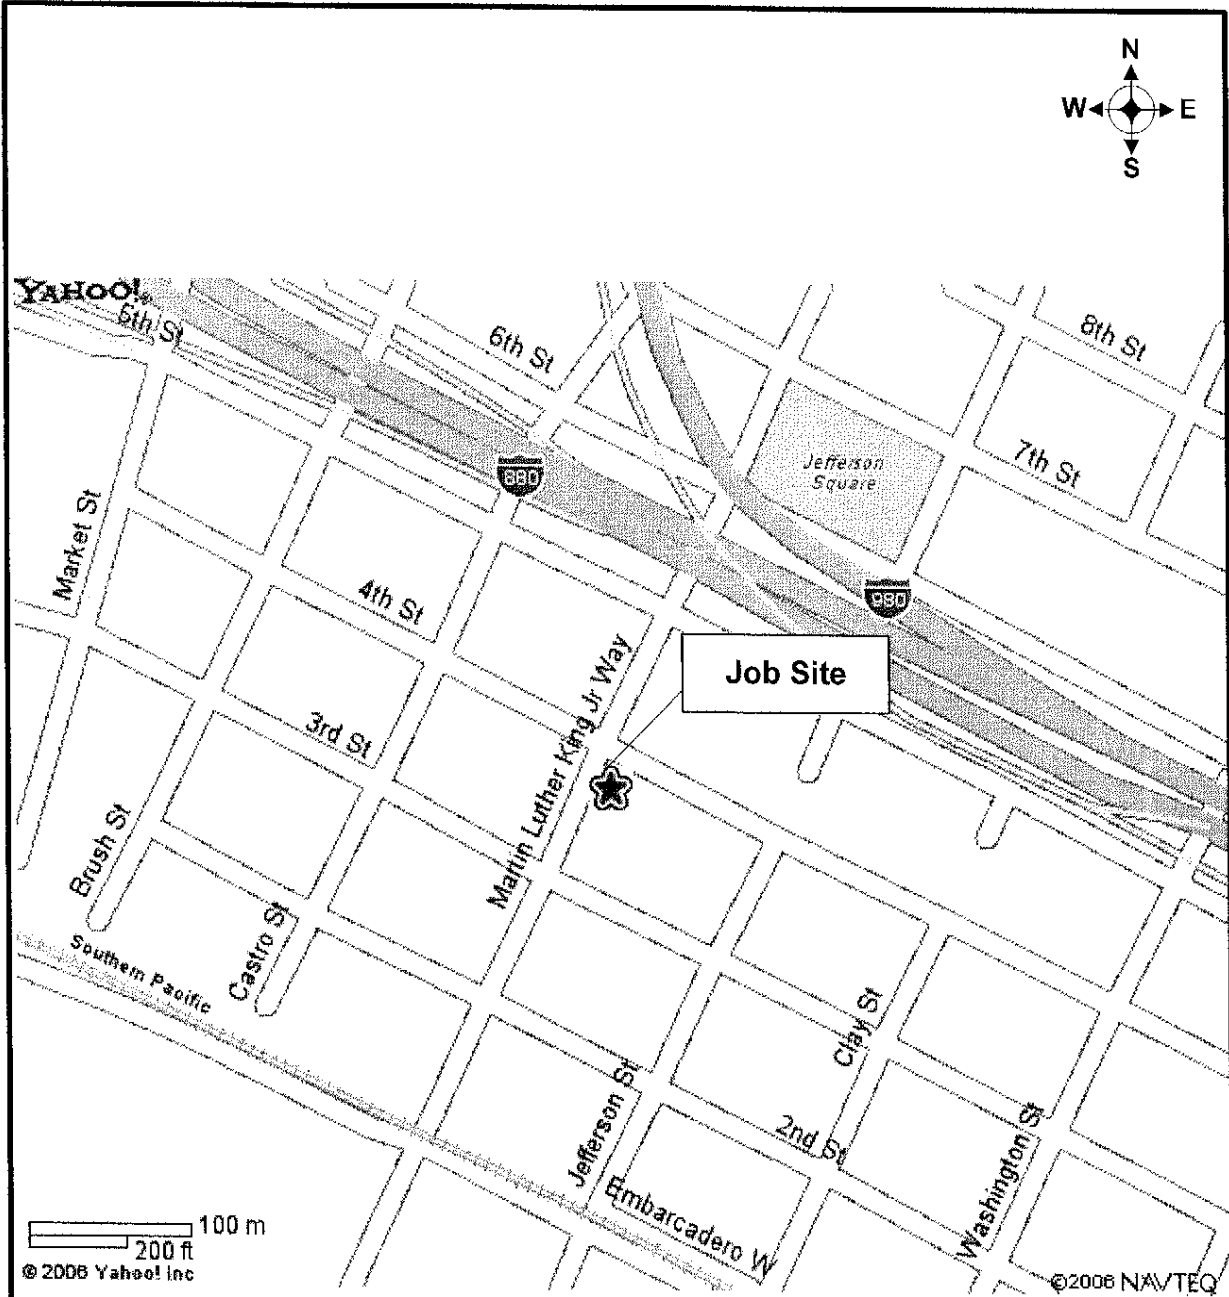 N
W E
S
YAHOO!
5th St
6th St
8th St
7th St
Jefferson
Square
880
Market St
4th St
980
Job Site
Martin Luther King Jr Way
3rd St
Brush St
Castro St
Southern Pacific
Clay St
Jefferson St
2nd St
Washington St
Embarcadero W
100 m
200 ft
© 2006 Yahoo! Inc
©2006 NAVTEQ